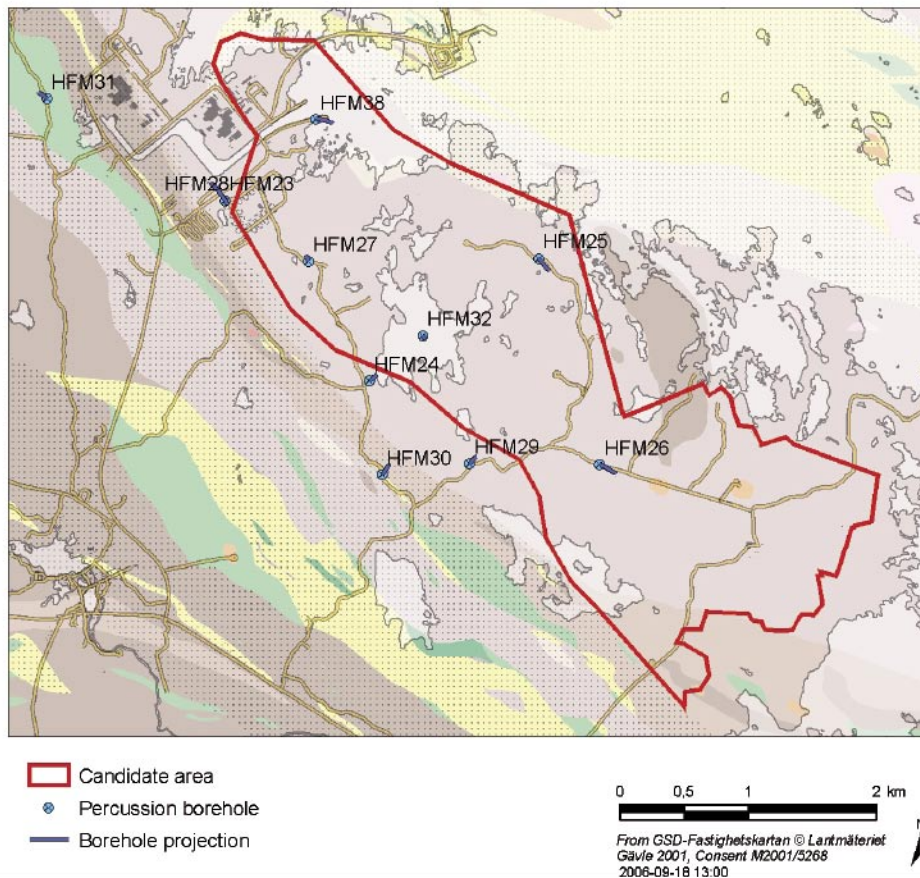 HFM31
HFM38
HFM28HFM23
HFM27
HFM25
HFM32
HFM24
HFM30
HFM29
HFM26
Candidate area
Percussion borehole
Borehole projection
0 0,5 1 2 km
From GSD-Fastighetskartan © Lantmäteriet
Gävle 2001, Consent M2001/5268
2006-09-18 13:00
N